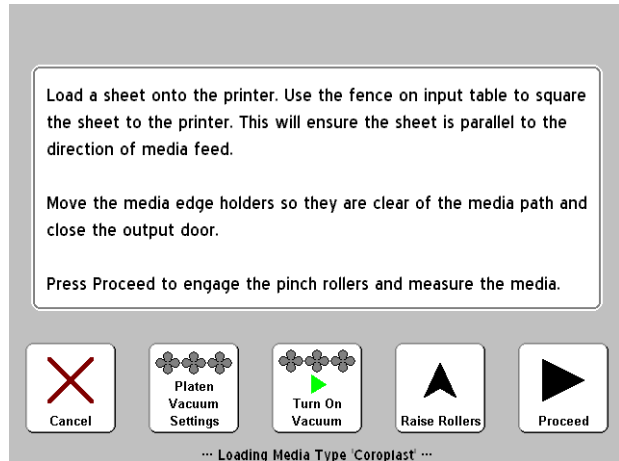 Load a sheet onto the printer. Use the fence on input table to square
the sheet to the printer. This will ensure the sheet is parallel to the
direction of media feed.
Move the media edge holders so they are clear of the media path and
close the output door.
Press Proceed to engage the pinch rollers and measure the media.
Cancel
Platen
Vacuum
Settings
Turn On
Vacuum
Raise Rollers
Proceed
··· Loading Media Type 'Coroplast' ···